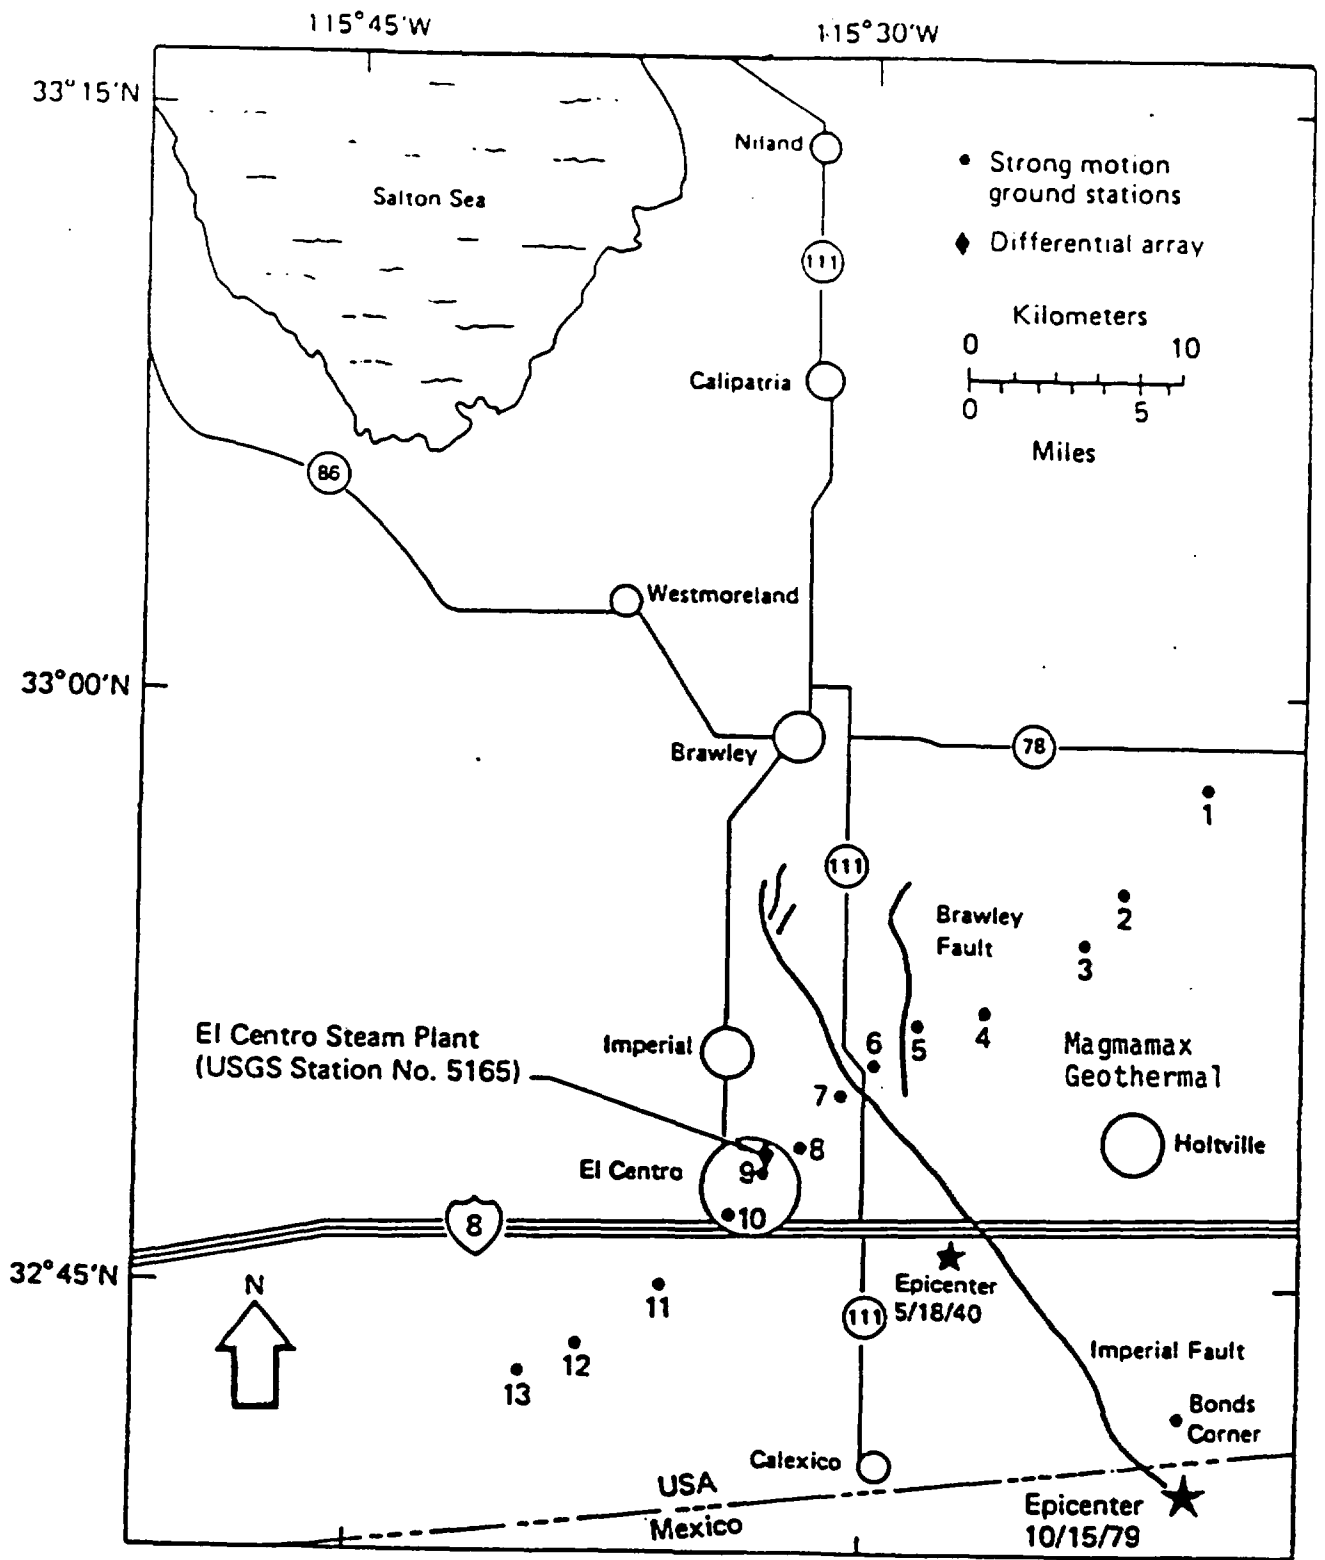 115°45'W
115°30'W
33°15'N
Niland
Strong motion
ground stations
Salton Sea
Differential array
111
Kilometers
0 10
Calipatria
0 5
Miles
86
Westmoreland
33°00'N
Brawley
78
1
111
Brawley
Fault
2
3
El Centro Steam Plant
(USGS Station No. 5165)
Imperial
6
5
4
Magmamax
Geothermal
7
8
Holtville
El Centro
9
10
8
32°45'N
N
Epicenter
5/18/40
11
111
12
13
Imperial Fault
Bonds
Corner
Calexico
USA
Mexico
Epicenter
10/15/79